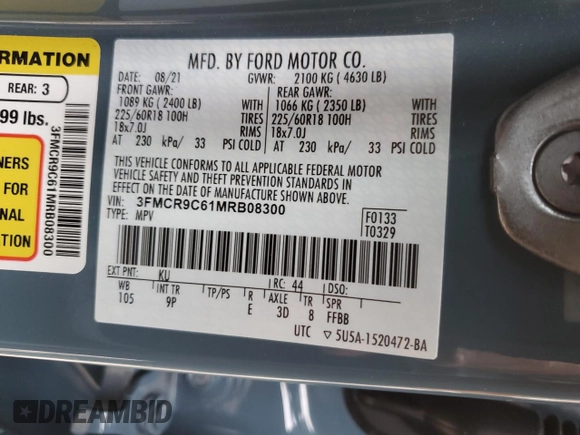 MFD. BY FORD MOTOR CO.
DATE: 08/21 GVWR: 2100 KG ( 4630 LB)
FRONT GAWR: REAR GAWR:
1089 KG ( 2400 LB) WITH 1066 KG ( 2350 LB) WITH
225/60R18 100H TIRES 225/60R18 100H TIRES
18x7.0J RIMS 18x7.0J RIMS
AT 230 kPa/ 33 PSI COLD AT 230 kPa/ 33 PSI COLD
THIS VEHICLE CONFORMS TO ALL APPLICABLE FEDERAL MOTOR
VEHICLE SAFETY AND THEFT PREVENTION STANDARDS IN
EFFECT ON THE DATE OF MANUFACTURE SHOWN ABOVE.
VIN: 3FMCR9C61MRB08300
TYPE: MPV
F0133
T0329
EXT PNT: KU RC: 44 DSO:
WB INT TR TP/PS R AXLE TR SPR
105 9P E 3D 8 FFBB
UTC ▽ 5U5A-1520472-BA
ORMATION
REAR: 3
99 lbs.
NERS
FOR
NAL
ION
3FMCR9C61MRB08300
DREAMBID